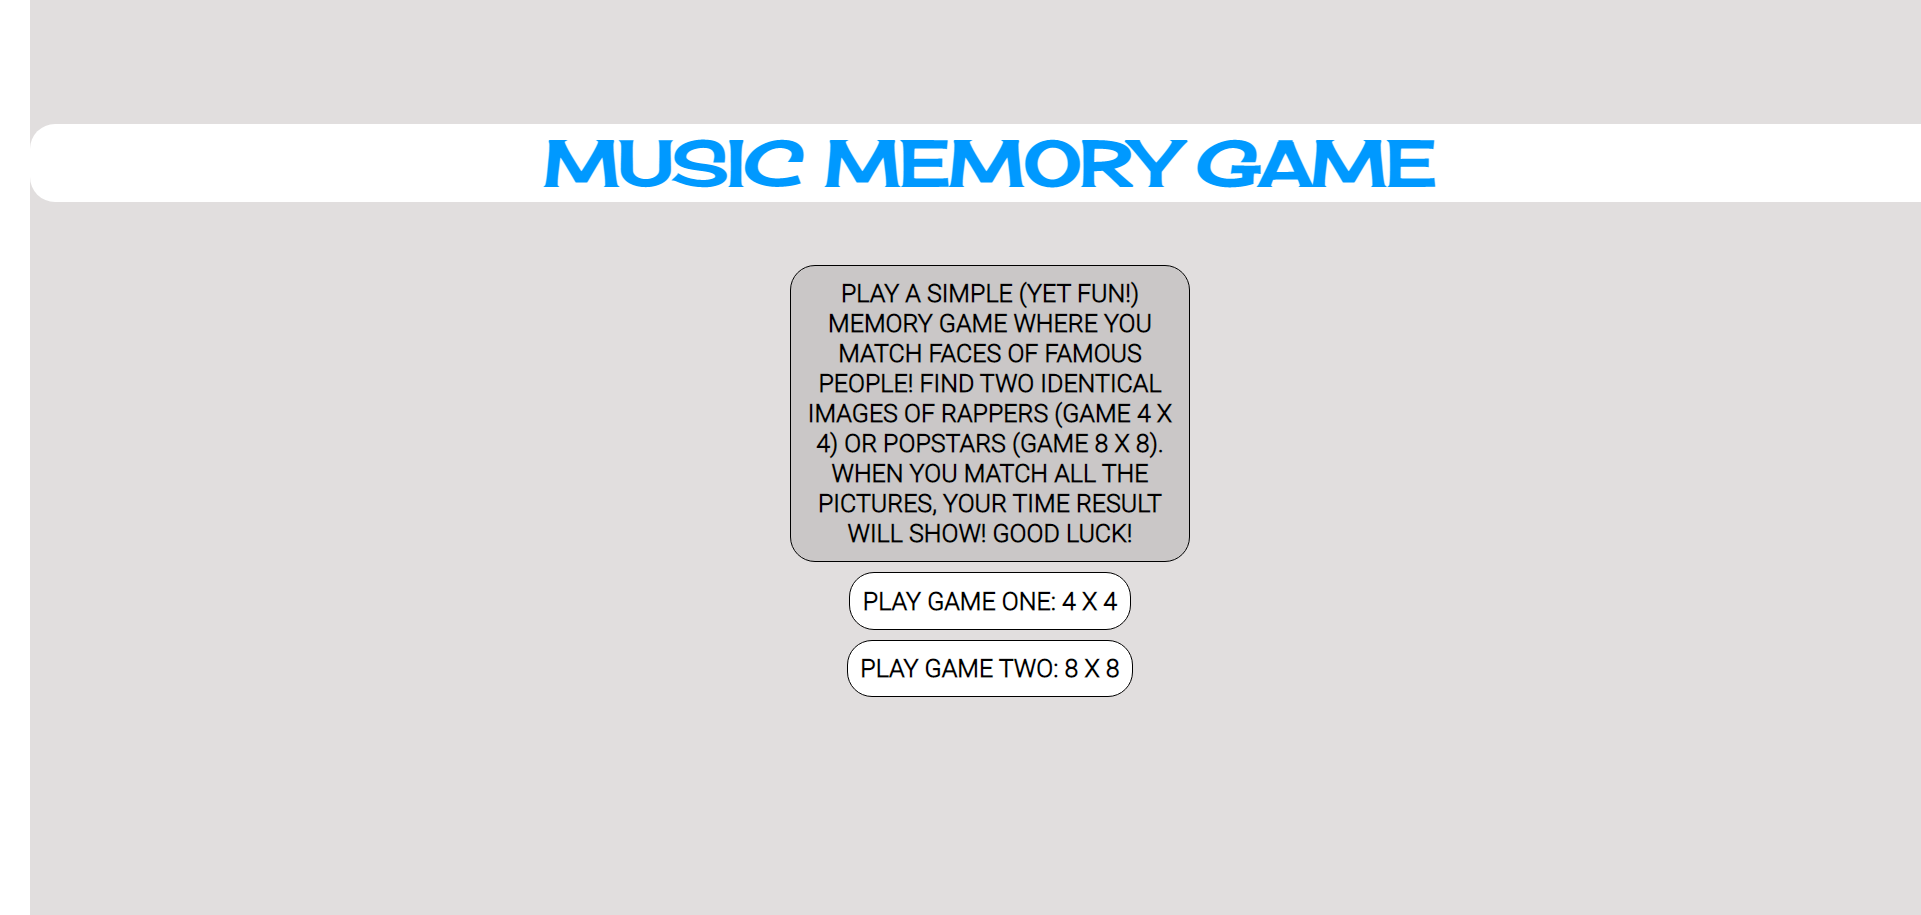 MUSIC MEMORY GAME
PLAY A SIMPLE (YET FUN!)
MEMORY GAME WHERE YOU
MATCH FACES OF FAMOUS
PEOPLE! FIND TWO IDENTICAL
IMAGES OF RAPPERS (GAME 4 X
4) OR POPSTARS (GAME 8 X 8).
WHEN YOU MATCH ALL THE
PICTURES, YOUR TIME RESULT
WILL SHOW! GOOD LUCK!
PLAY GAME ONE: 4 X 4
PLAY GAME TWO: 8 X 8